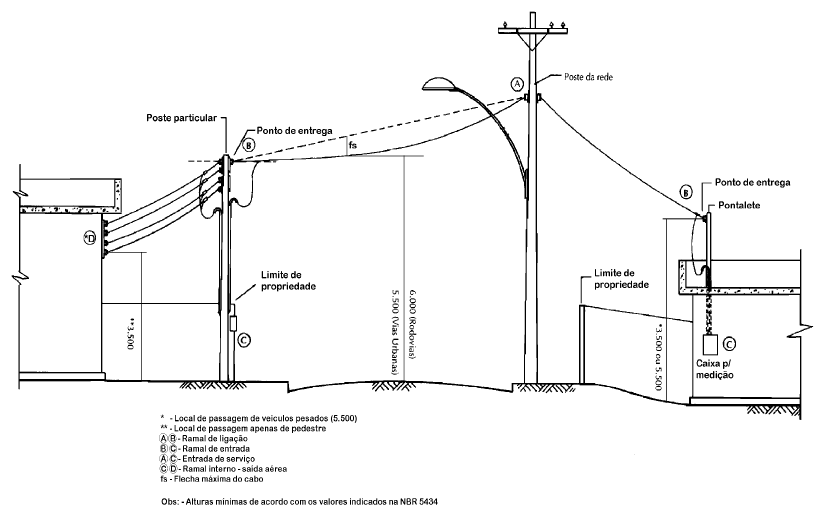 A
Poste da rede
Poste particular
B
Ponto de entrega
fs
B
Ponto de entrega
Pontalete
*D
Limite de
propriedade
Limite de
propriedade
6.000 (Rodovias)
5.500 (Vias Urbanas)
**3.500
*3.500 ou 5.500
C
C
Caixa p/
medição
* - Local de passagem de veiculos pesados (5.500)
** - Local de passagem apenas de pedestre
A B - Ramal de ligação
B C - Ramal de entrada
A C - Entrada de serviço
C D - Ramal interno - saída aérea
fs - Flecha máxima do cabo
Obs: - Alturas mínimas de acordo com os valores indicados na NBR 5434